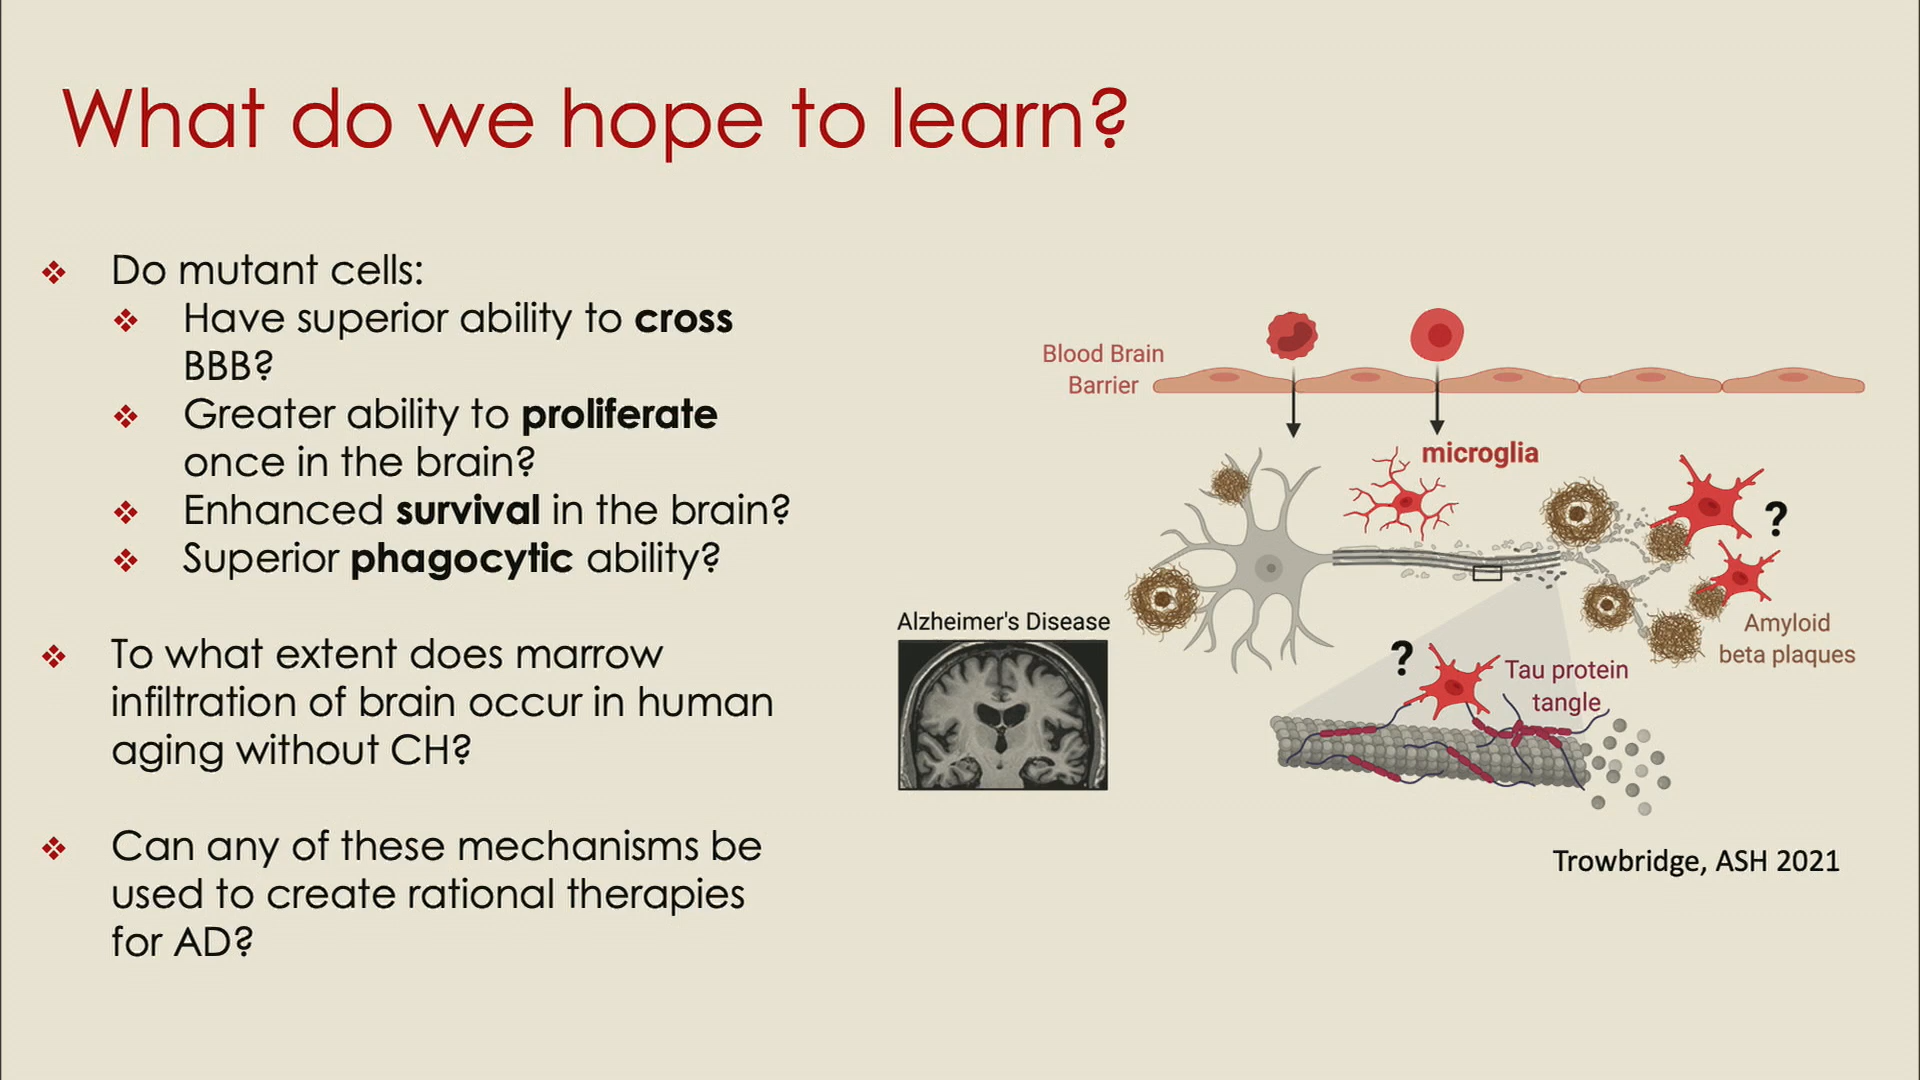 What do we hope to learn?
Do mutant cells:
Have superior ability to cross
BBB?
Greater ability to proliferate
once in the brain?
Enhanced survival in the brain?
Superior phagocytic ability?
To what extent does marrow
infiltration of brain occur in human
aging without CH?
Can any of these mechanisms be
used to create rational therapies
for AD?
Blood Brain
Barrier
microglia
?
Alzheimer's Disease
Amyloid
beta plaques
?
Tau protein
tangle
Trowbridge, ASH 2021